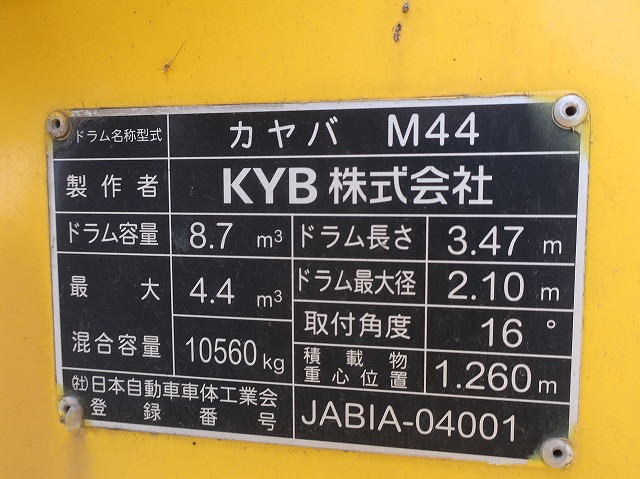 ドラム名称型式 カヤバ M44
製作者 KYB 株式会社
ドラム容量 8.7 m³ ドラム長さ 3.47 m
最大混合容量 4.4 m³ ドラム最大径 2.10 m
取付角度 16 °
10560 kg 積載物重心位置 1.260 m
㈳日本自動車車体工業会
登録番号 JABIA-04001